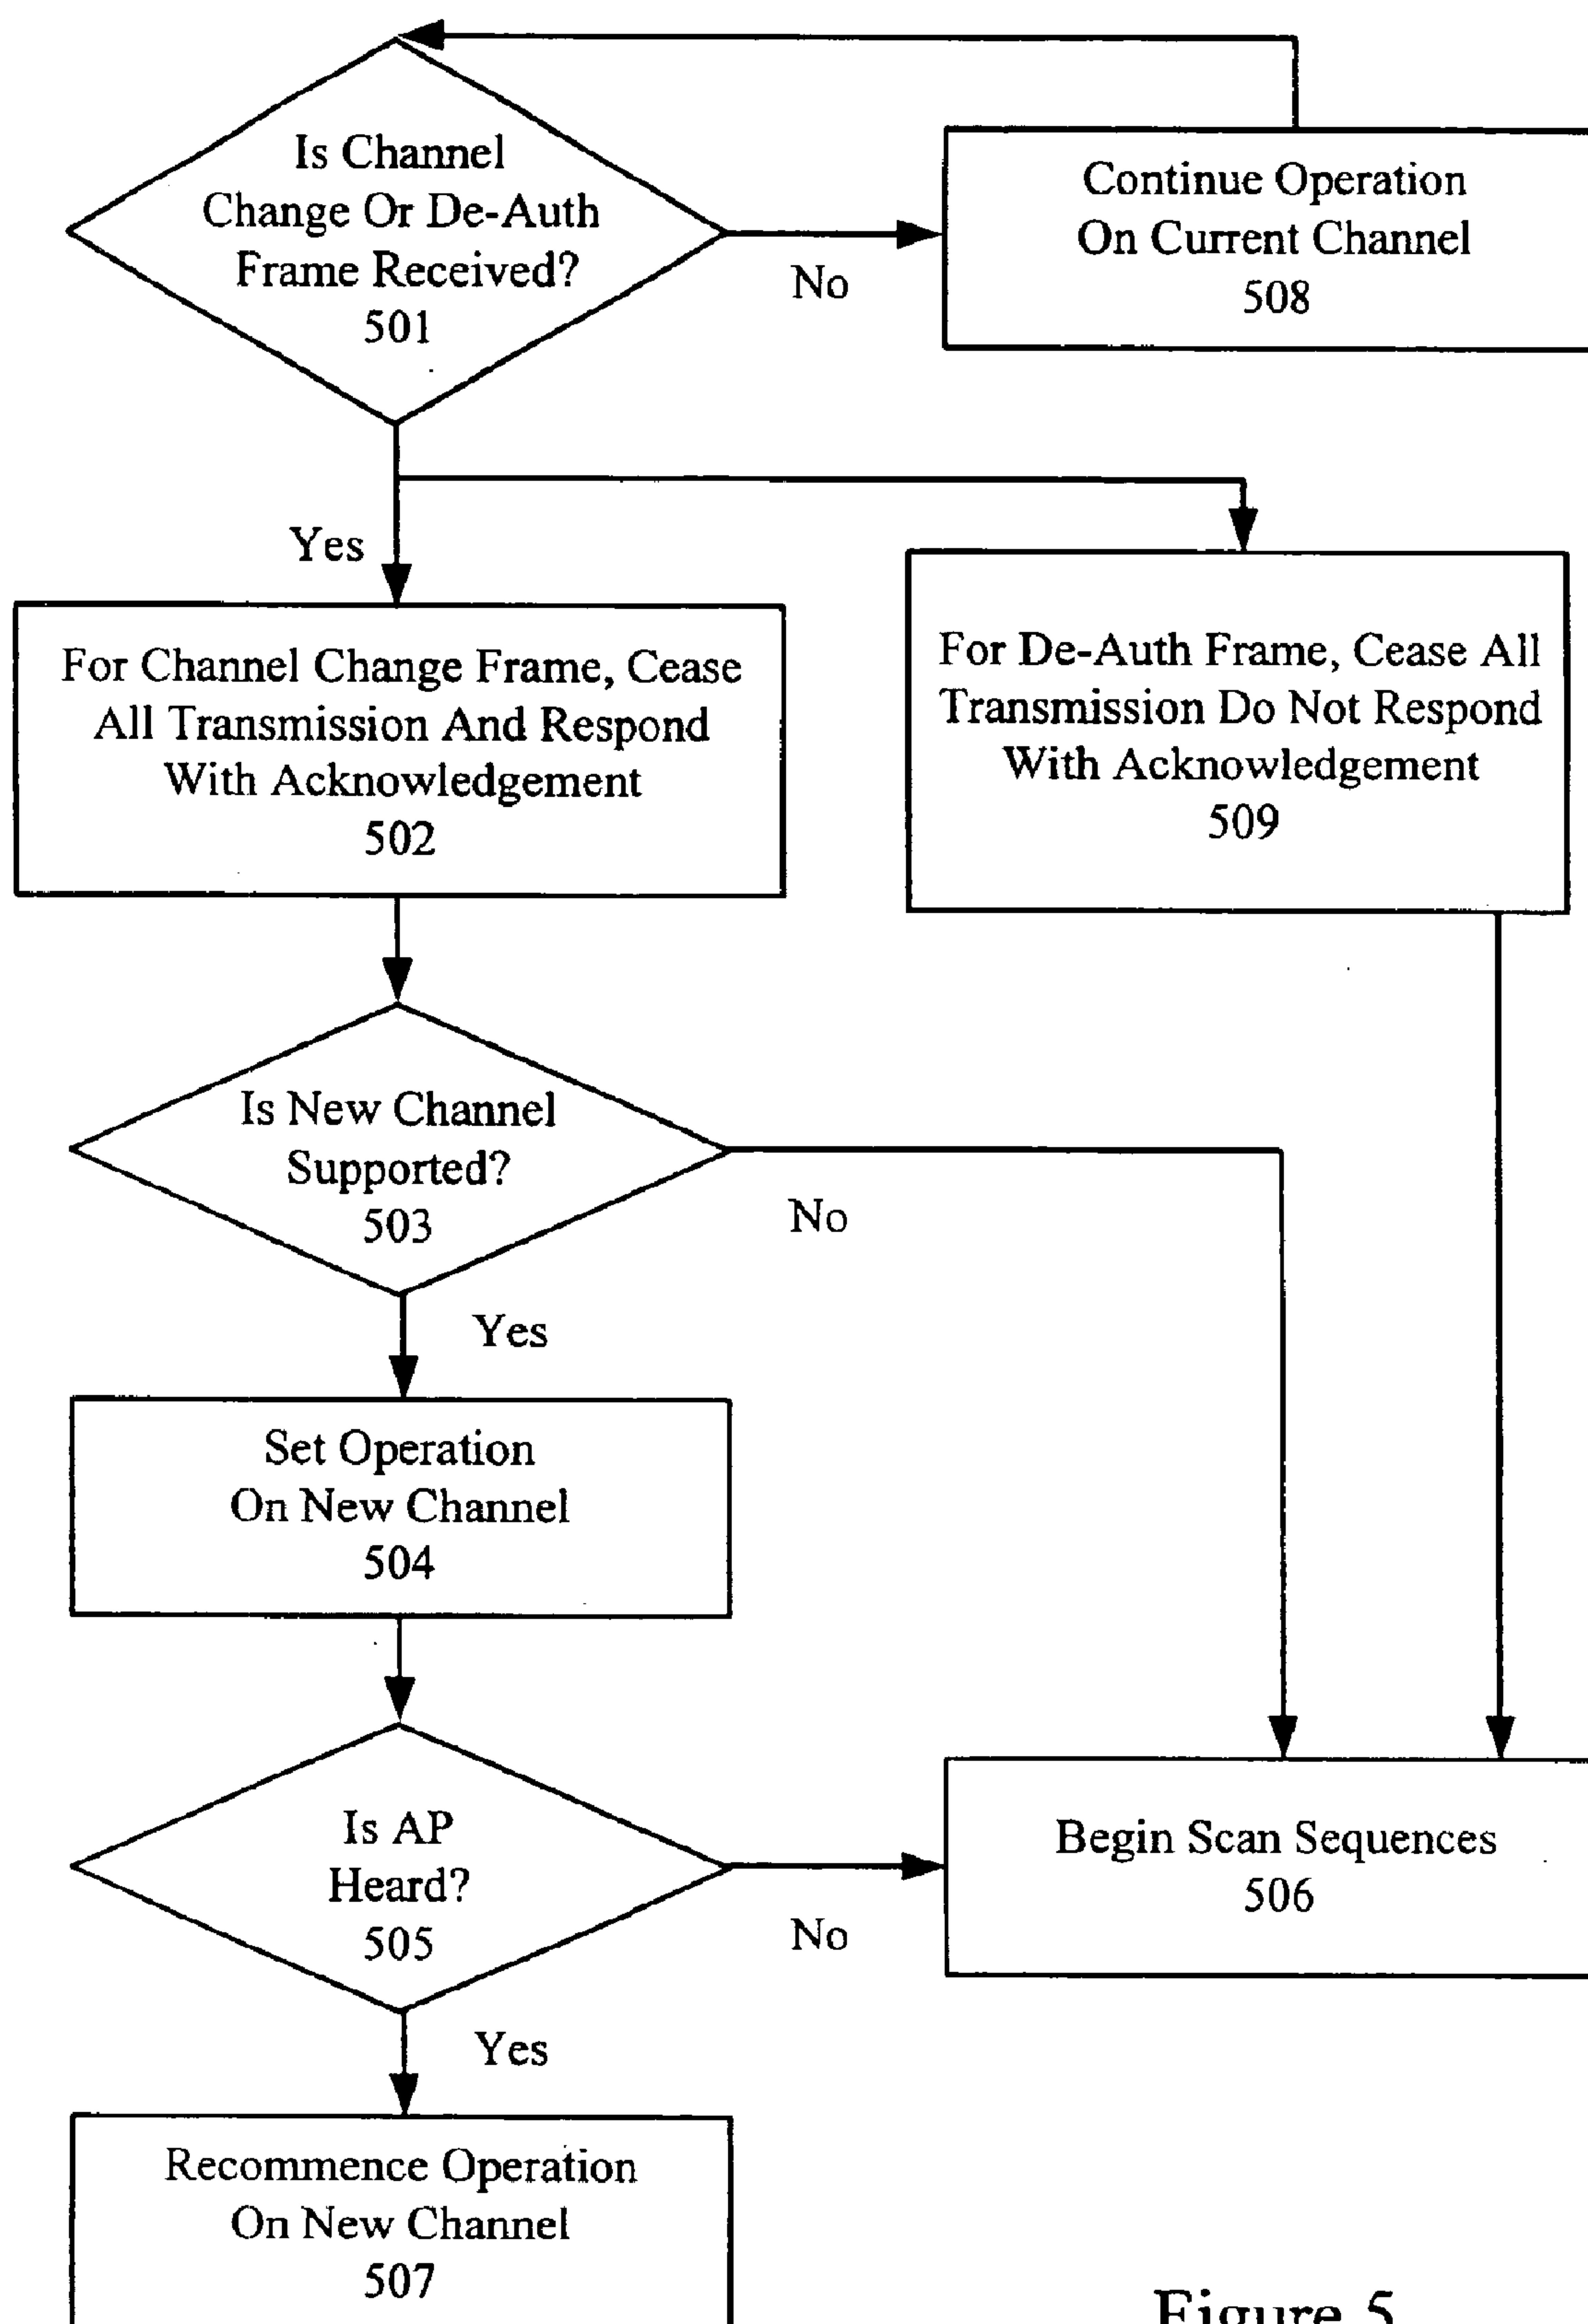 Is Channel
Change Or De-Auth
Frame Received?
501
No
Continue Operation
On Current Channel
508
Yes
For Channel Change Frame, Cease
All Transmission And Respond
With Acknowledgement
502
For De-Auth Frame, Cease All
Transmission Do Not Respond
With Acknowledgement
509
Is New Channel
Supported?
503
No
Yes
Set Operation
On New Channel
504
Is AP
Heard?
505
No
Begin Scan Sequences
506
Yes
Recommence Operation
On New Channel
507
Figure 5